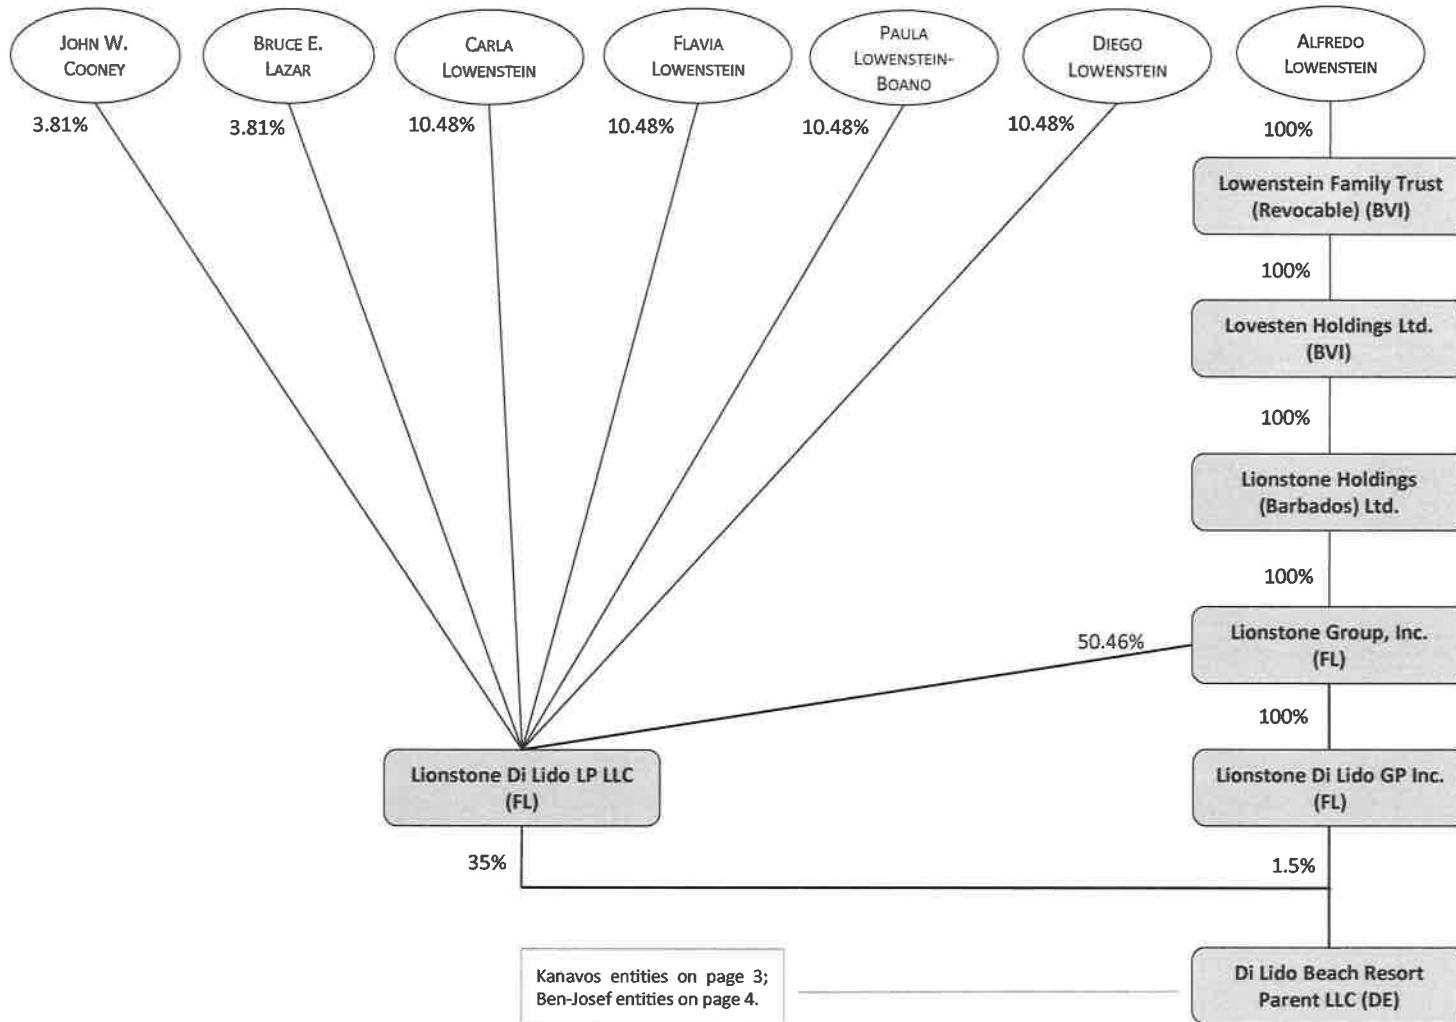 JOHN W.
COONEY
BRUCE E.
LAZAR
CARLA
LOWENSTEIN
FLAVIA
LOWENSTEIN
PAULA
LOWENSTEIN-
BOANO
DIEGO
LOWENSTEIN
ALFREDO
LOWENSTEIN
3.81%
3.81%
10.48%
10.48%
10.48%
10.48%
100%
Lowenstein Family Trust
(Revocable) (BVI)
100%
Lovesten Holdings Ltd.
(BVI)
100%
Lionstone Holdings
(Barbados) Ltd.
100%
50.46%
Lionstone Group, Inc.
(FL)
100%
Lionstone Di Lido LP LLC
(FL)
Lionstone Di Lido GP Inc.
(FL)
35%
1.5%
Kanavos entities on page 3;
Ben-Josef entities on page 4.
Di Lido Beach Resort
Parent LLC (DE)